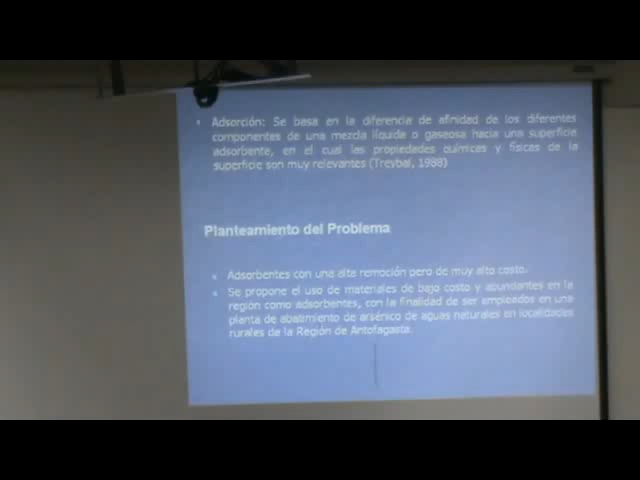 • Adsorción: Se basa en la diferencia de afinidad de los diferentes
componentes de una mezcla líquida o gaseosa hacia una superficie
adsorbente, en el cual las propiedades químicas y físicas de la
superficie son muy relevantes (Treybal, 1988)
Planteamiento del Problema
Adsorbentes con una alta remoción pero de muy alto costo.
Se propone el uso de materiales de bajo costo y abundantes en la
región como adsorbentes, con la finalidad de ser empleados en una
planta de abatimiento de arsénico de aguas naturales en localidades
rurales de la Región de Antofagasta.